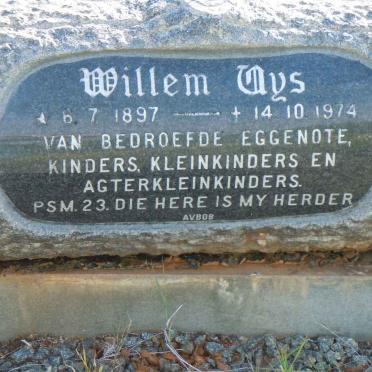 Willem Uys
* 6.7 1897 + 14.10.1974
VAN BEDROEFDE EGGENOTE,
KINDERS, KLEINKINDERS EN
AGTERKLEINKINDERS.
PSM. 23. DIE HERE IS MY HERDER
AVBOB